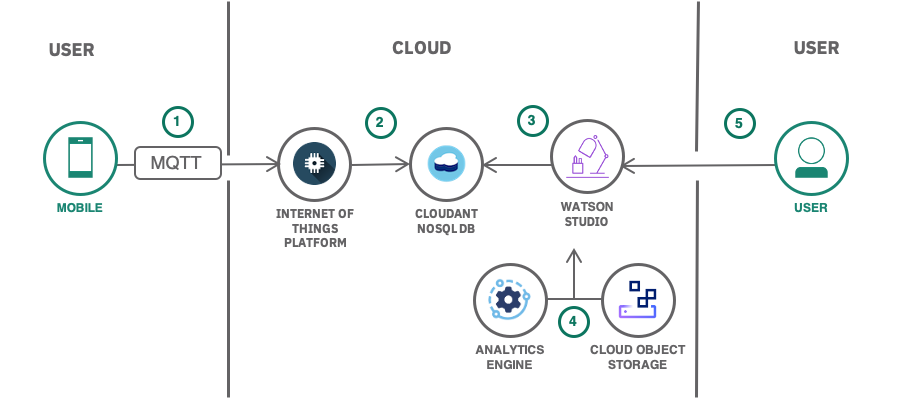 USER
CLOUD
USER
1
2
3
5
MQTT
MOBILE
INTERNET OF
THINGS
PLATFORM
CLOUDANT
NOSQL DB
WATSON
STUDIO
USER
4
ANALYTICS
ENGINE
CLOUD OBJECT
STORAGE